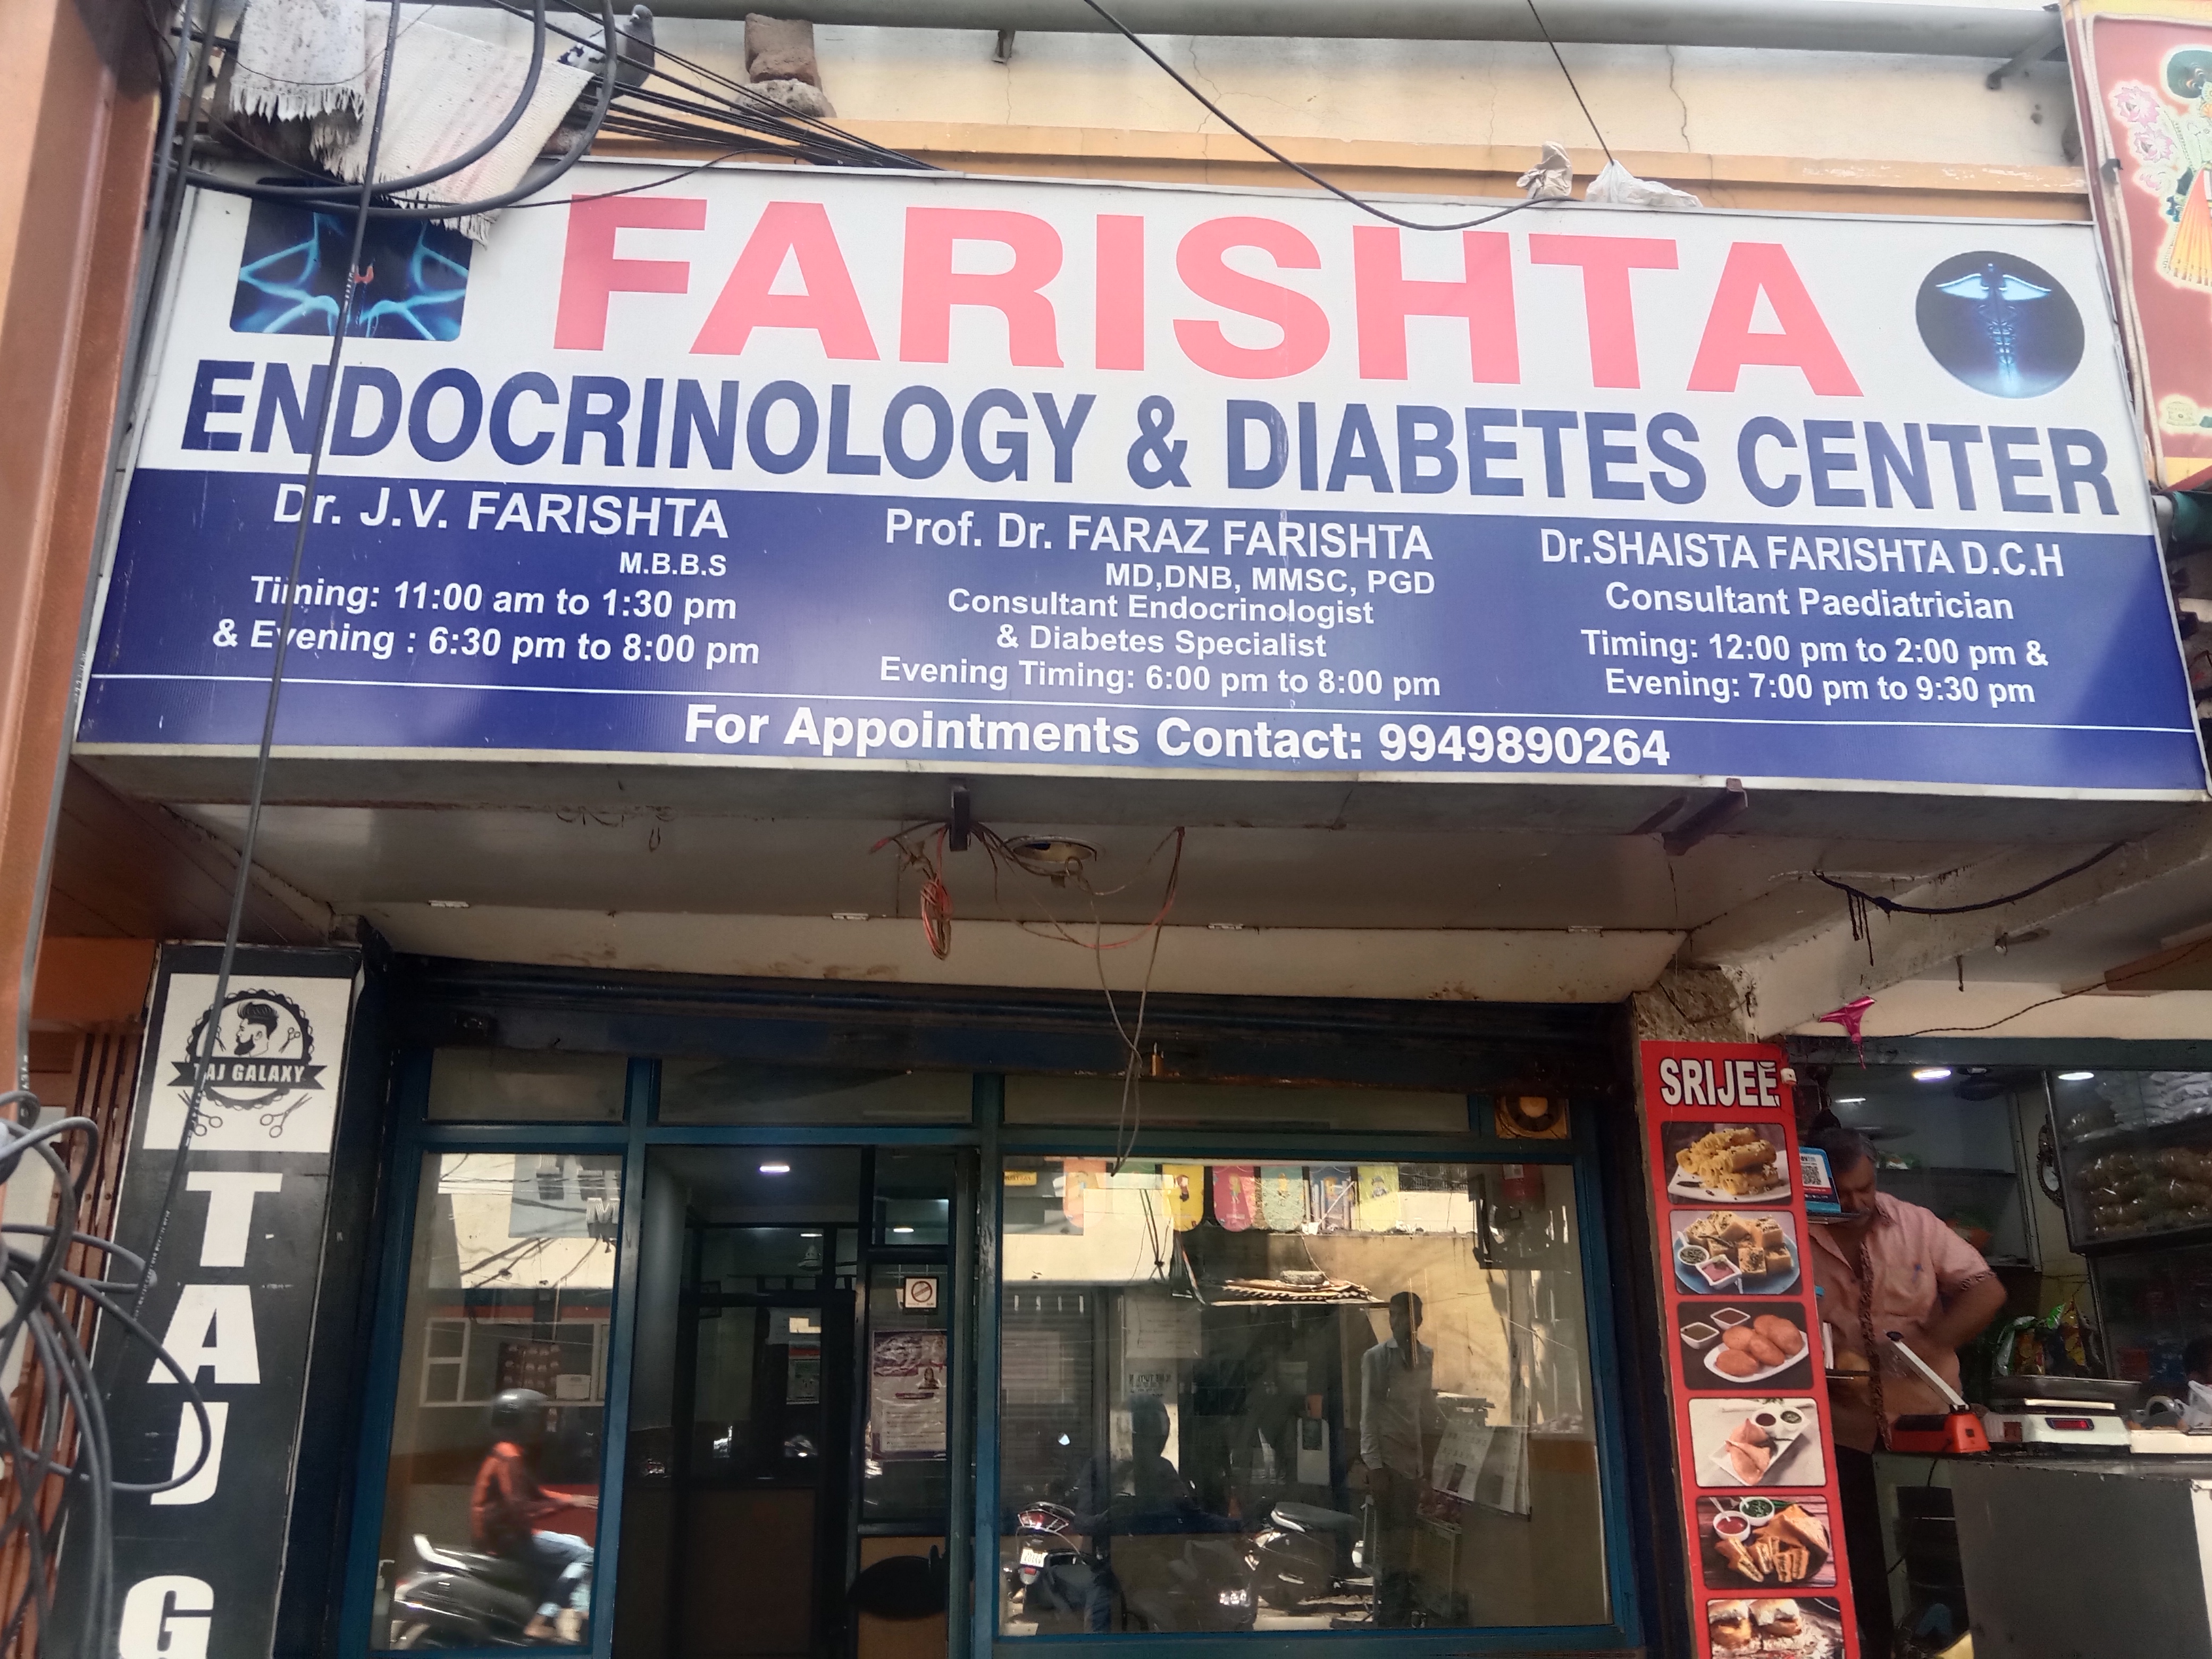 FARISHTA
ENDOCRINOLOGY & DIABETES CENTER
Dr. J.V. FARISHTA
M.B.B.S
Timing: 11:00 am to 1:30 pm
& Evening : 6:30 pm to 8:00 pm
Prof. Dr. FARAZ FARISHTA
MD,DNB, MMSC, PGD
Consultant Endocrinologist
& Diabetes Specialist
Evening Timing: 6:00 pm to 8:00 pm
Dr.SHAISTA FARISHTA D.C.H
Consultant Paediatrician
Timing: 12:00 pm to 2:00 pm &
Evening: 7:00 pm to 9:30 pm
For Appointments Contact: 9949890264
TAJ GALAXY
TAJ G
SRIJEE